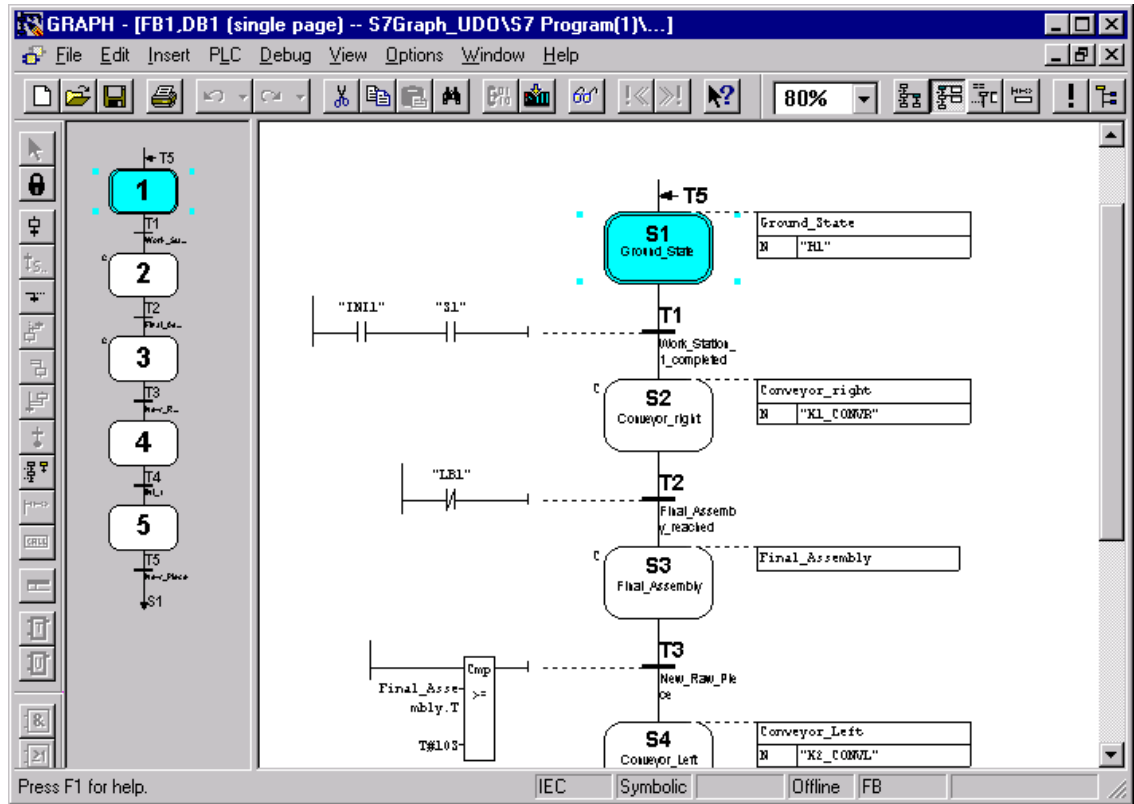 GRAPH - [FB1,DB1 (single page) -- S7Graph_UDO\S7 Program(1)\...]
File Edit Insert PLC Debug View Options Window Help
80%
T5
1
T1
2
T2
3
T3
4
T4
5
T5
New_Piece
S1
T5
S1
Ground_State
Ground_State
N "H1"
"INI1" "S1"
T1
Work_Station_
1_completed
C
S2
Conveyor_right
Conveyor_right
N "K1_CONVR"
"LB1"
T2
Final_Assembl
y_reached
C
S3
Final_Assembly
Final_Assembly
T3
New_Raw_Pie
ce
Cmp
>=
Final_Asse
mbly.T
T#10S
S4
Conveyor_Left
Conveyor_Left
N "K2_CONVL"
Press F1 for help. IEC Symbolic Offline FB